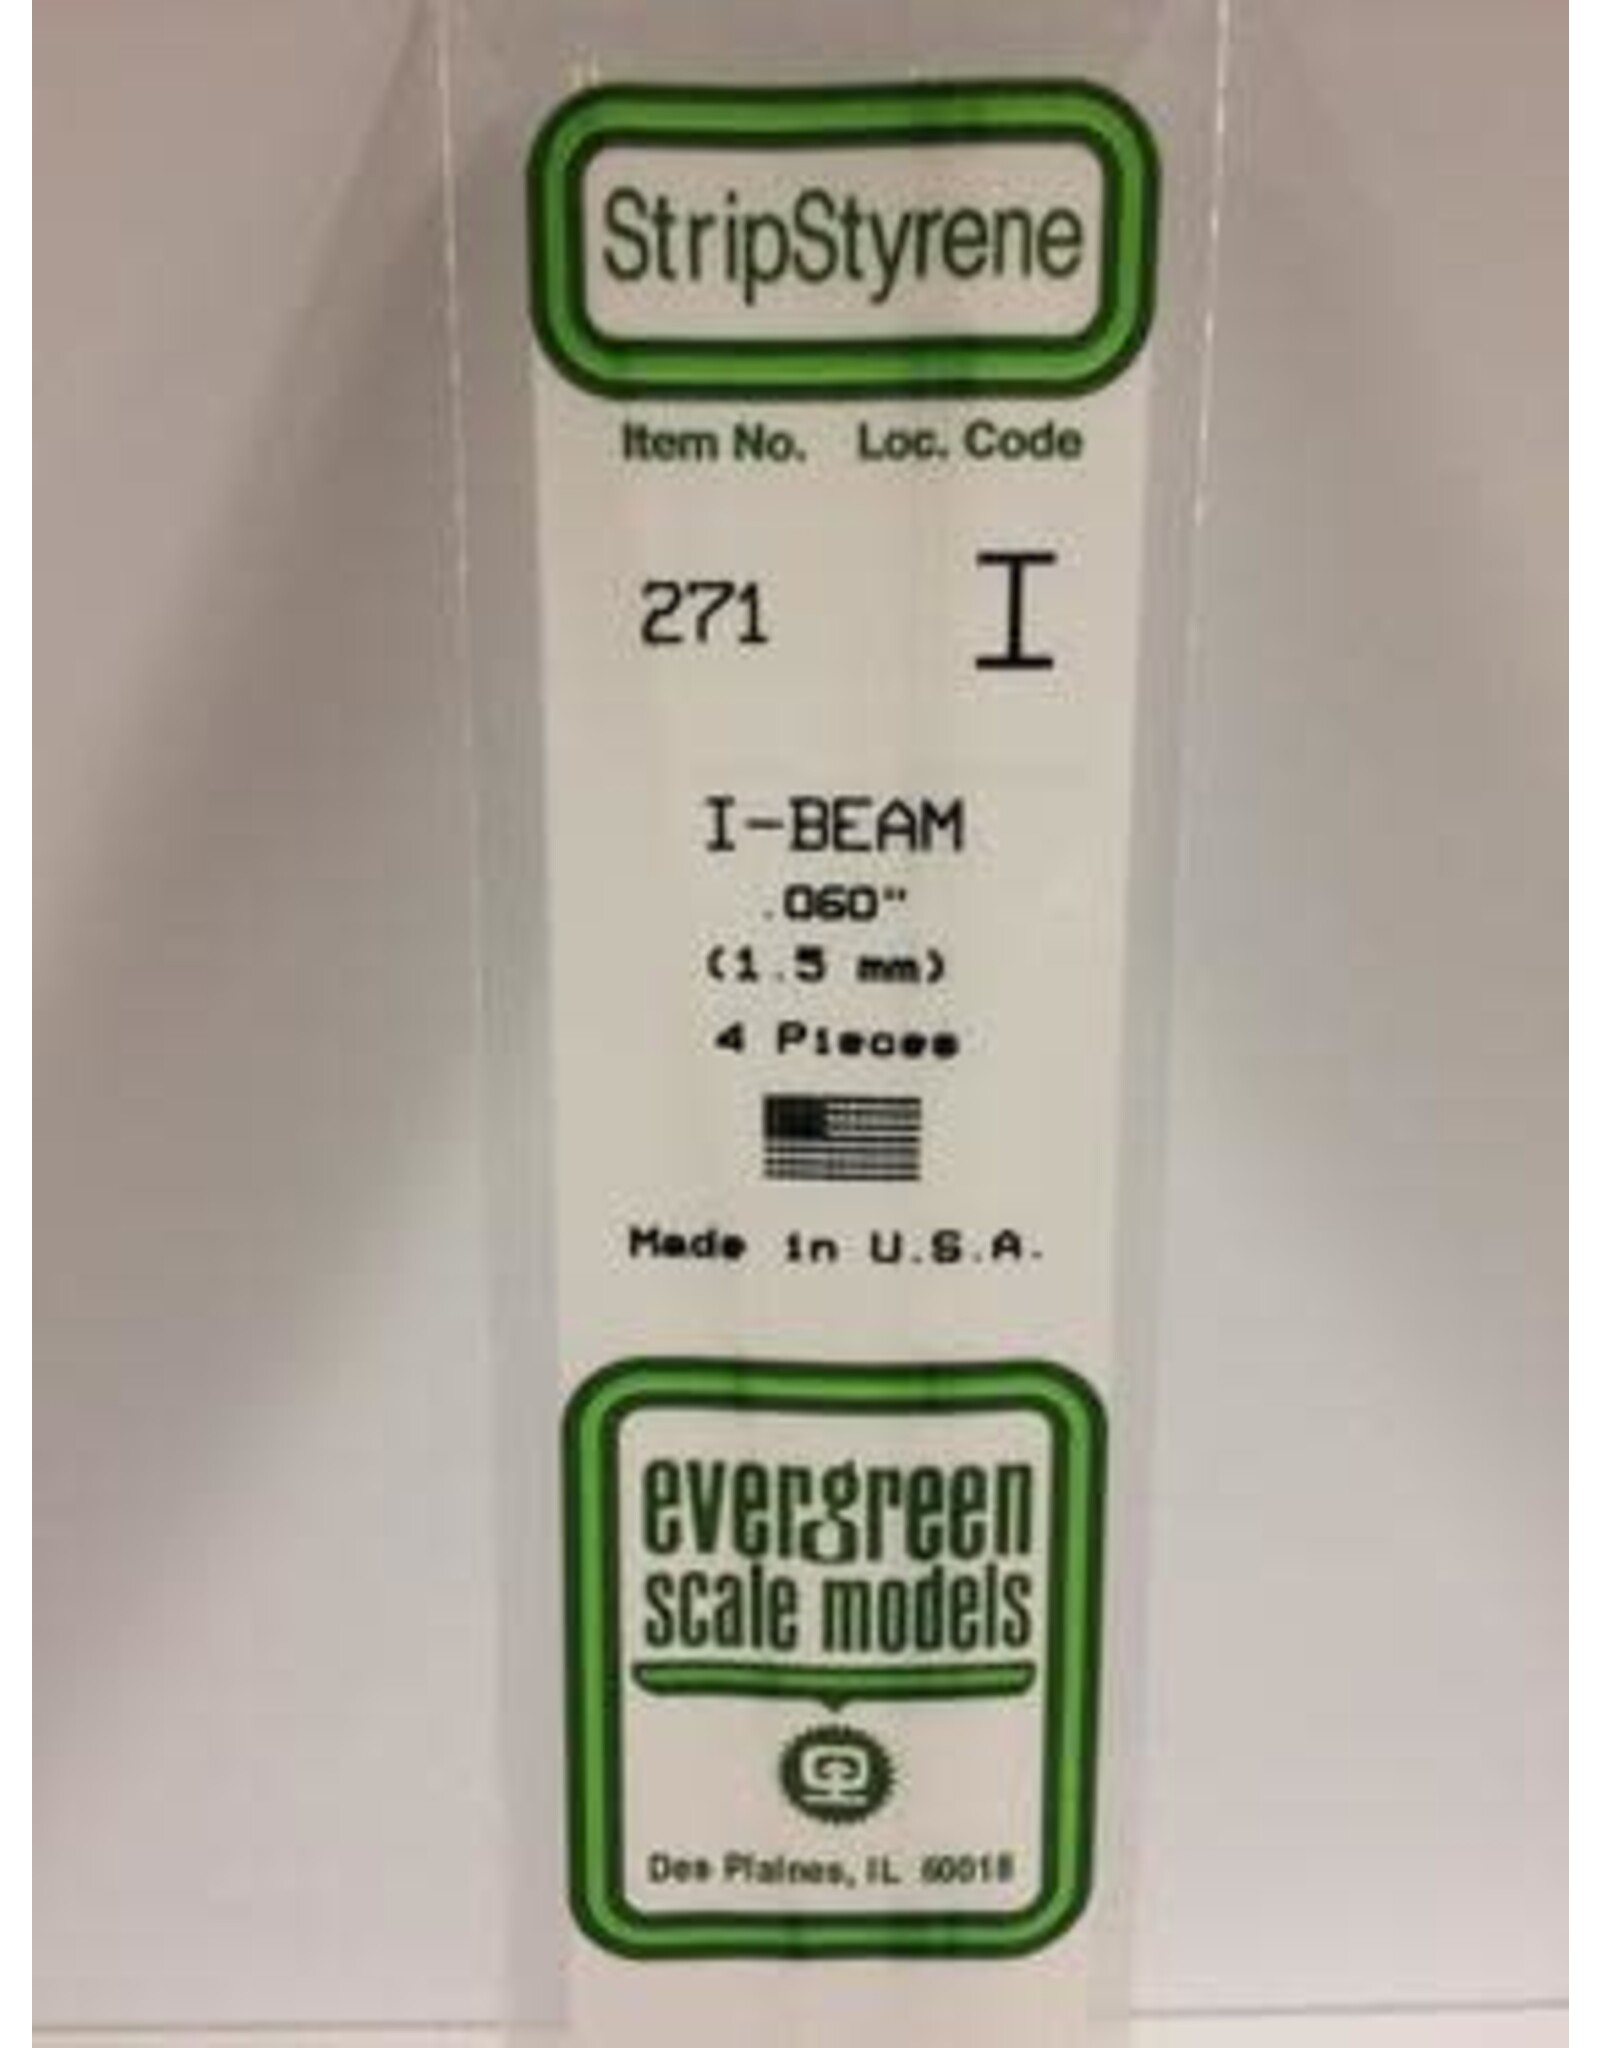 StripStyrene
Item No. Loc. Code
271 I
I-BEAM
.060"
(1.5 mm)
4 Pieces
Made in U.S.A.
evergreen
scale models
Des Plaines, IL 60018